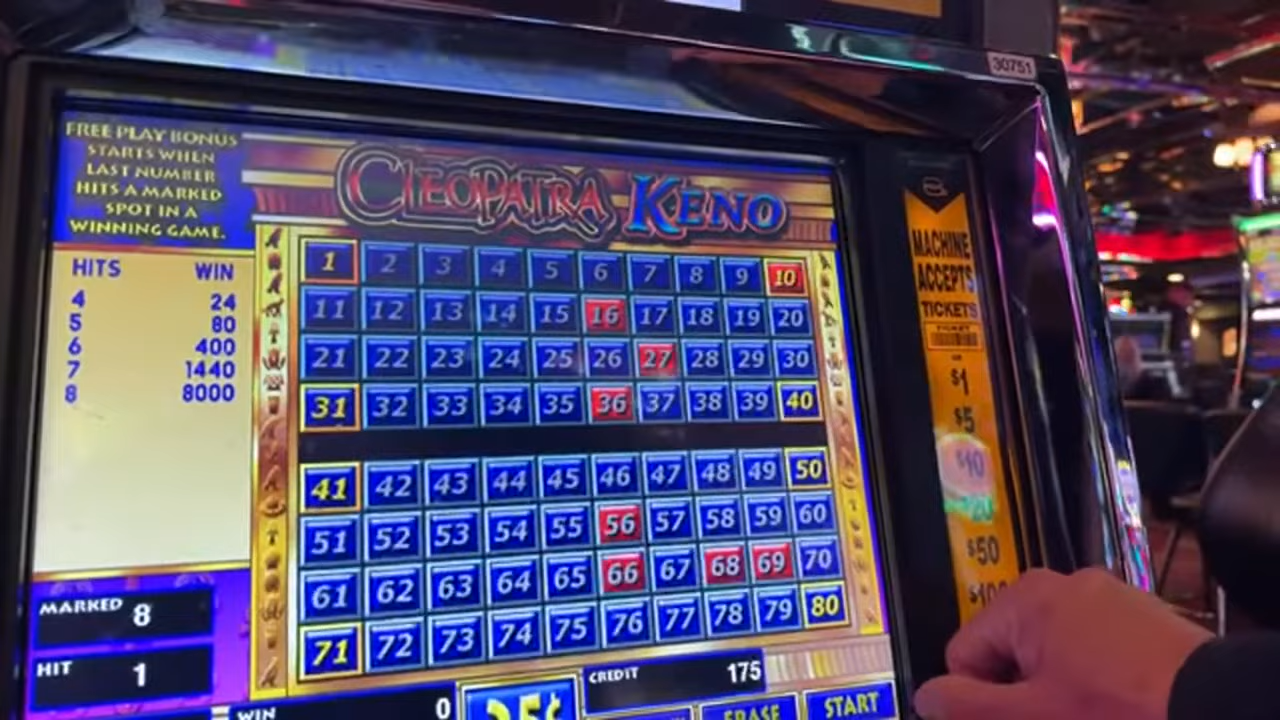 30751
FREE PLAY BONUS
STARTS WHEN
LAST NUMBER
HITS A MARKED
SPOT IN A
WINNING GAME.
CLEOPATRA KENO
HITS WIN
4 24
5 80
6 400
7 1440
8 8000
1 2 3 4 5 6 7 8 9 10
11 12 13 14 15 16 17 18 19 20
21 22 23 24 25 26 27 28 29 30
31 32 33 34 35 36 37 38 39 40
41 42 43 44 45 46 47 48 49 50
51 52 53 54 55 56 57 58 59 60
61 62 63 64 65 66 67 68 69 70
71 72 73 74 75 76 77 78 79 80
MARKED 8
HIT 1
WIN 0
25¢
CREDIT 175
ERASE
START
MACHINE
ACCEPTS
TICKETS
TICKET
$1
$5
$10
$20
$50
$100